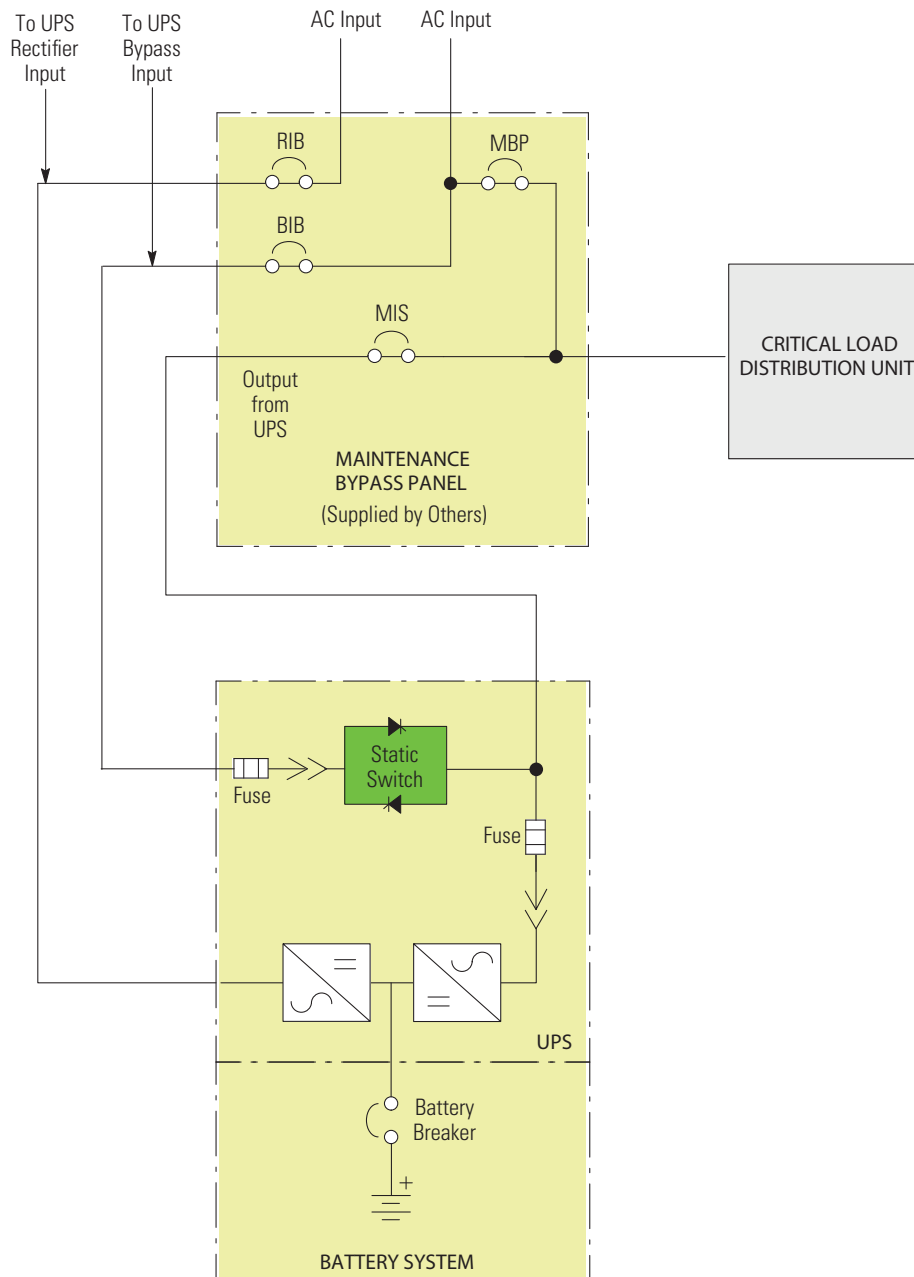 To UPS
Rectifier
Input
To UPS
Bypass
Input
AC Input
AC Input
RIB
MBP
BIB
MIS
Output
from
UPS
MAINTENANCE
BYPASS PANEL
(Supplied by Others)
CRITICAL LOAD
DISTRIBUTION UNIT
Static
Switch
Fuse
Fuse
UPS
Battery
Breaker
+
BATTERY SYSTEM